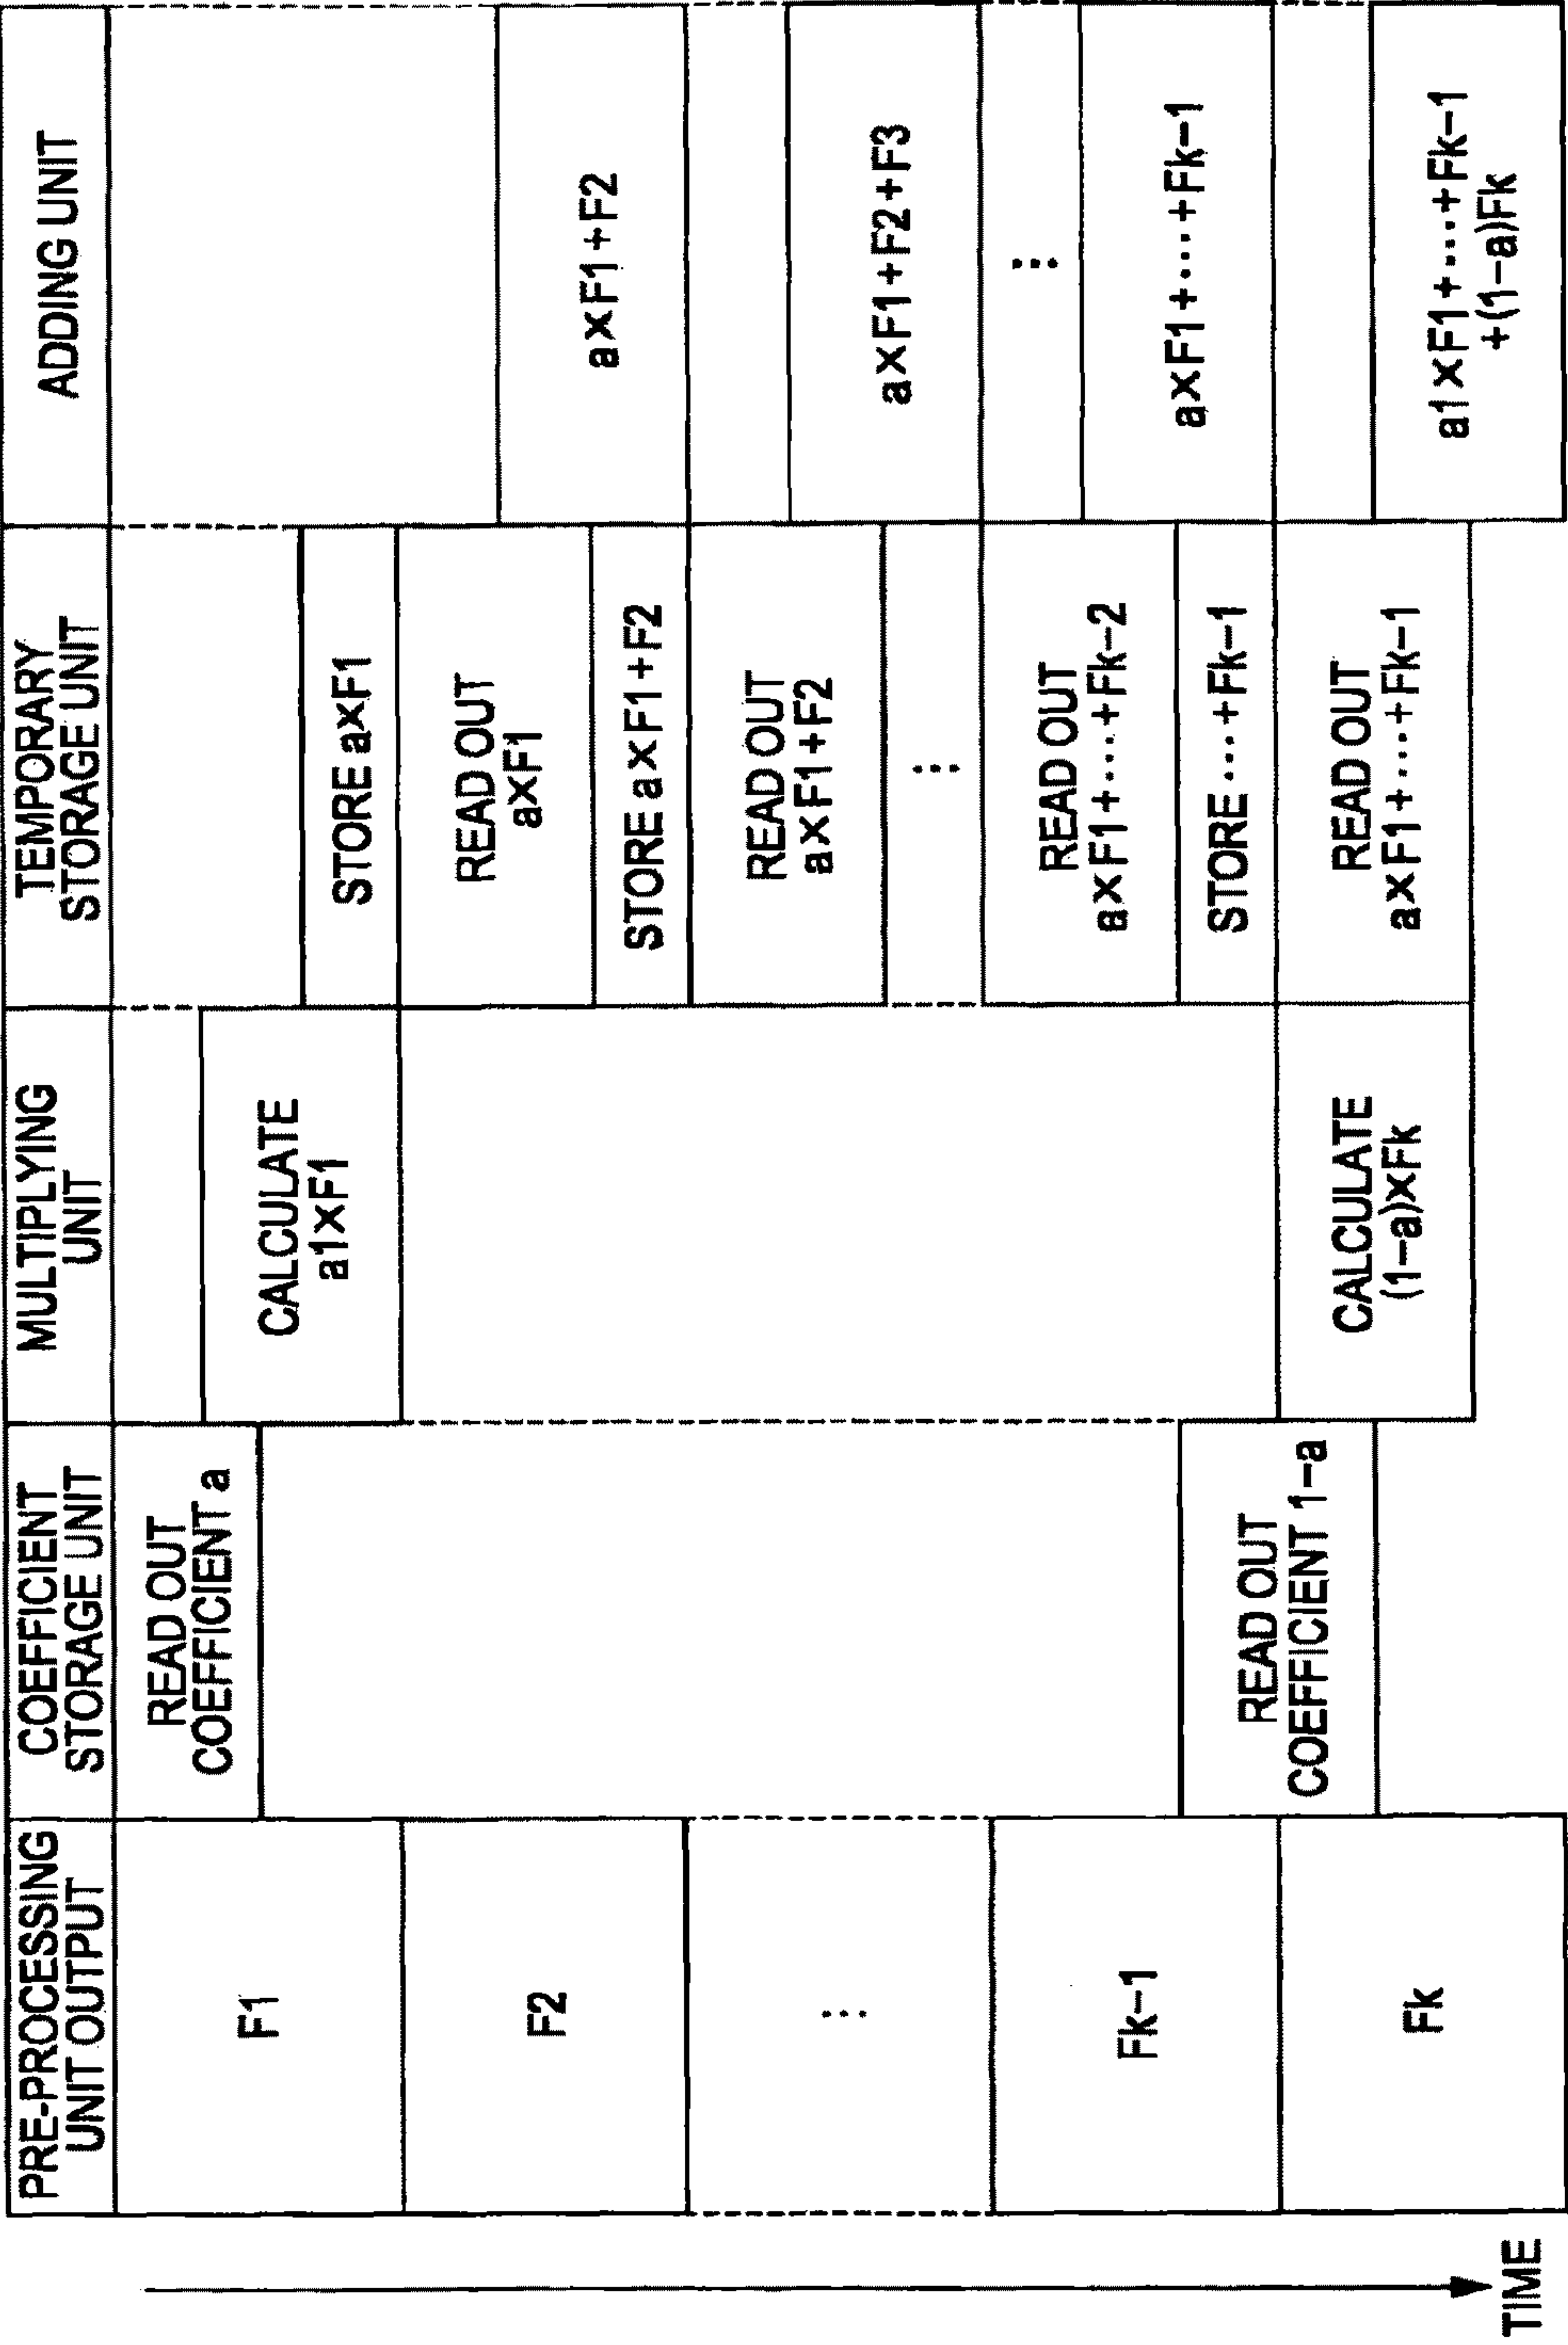 PRE-PROCESSING
UNIT OUTPUT
COEFFICIENT
STORAGE UNIT
MULTIPLYING
UNIT
TEMPORARY
STORAGE UNIT
ADDING UNIT
F1
F2
...
Fk-1
Fk
READ OUT
COEFFICIENT a
READ OUT
COEFFICIENT 1-a
CALCULATE
a1×F1
CALCULATE
(1-a)×Fk
STORE a×F1
READ OUT
a×F1
STORE a×F1+F2
READ OUT
a×F1+F2
...
READ OUT
a×F1+...+Fk-2
STORE ...+Fk-1
READ OUT
a×F1+...+Fk-1
a×F1+F2
a×F1+F2+F3
...
a×F1+...+Fk-1
a1×F1+...+Fk-1
+(1-a)Fk
TIME